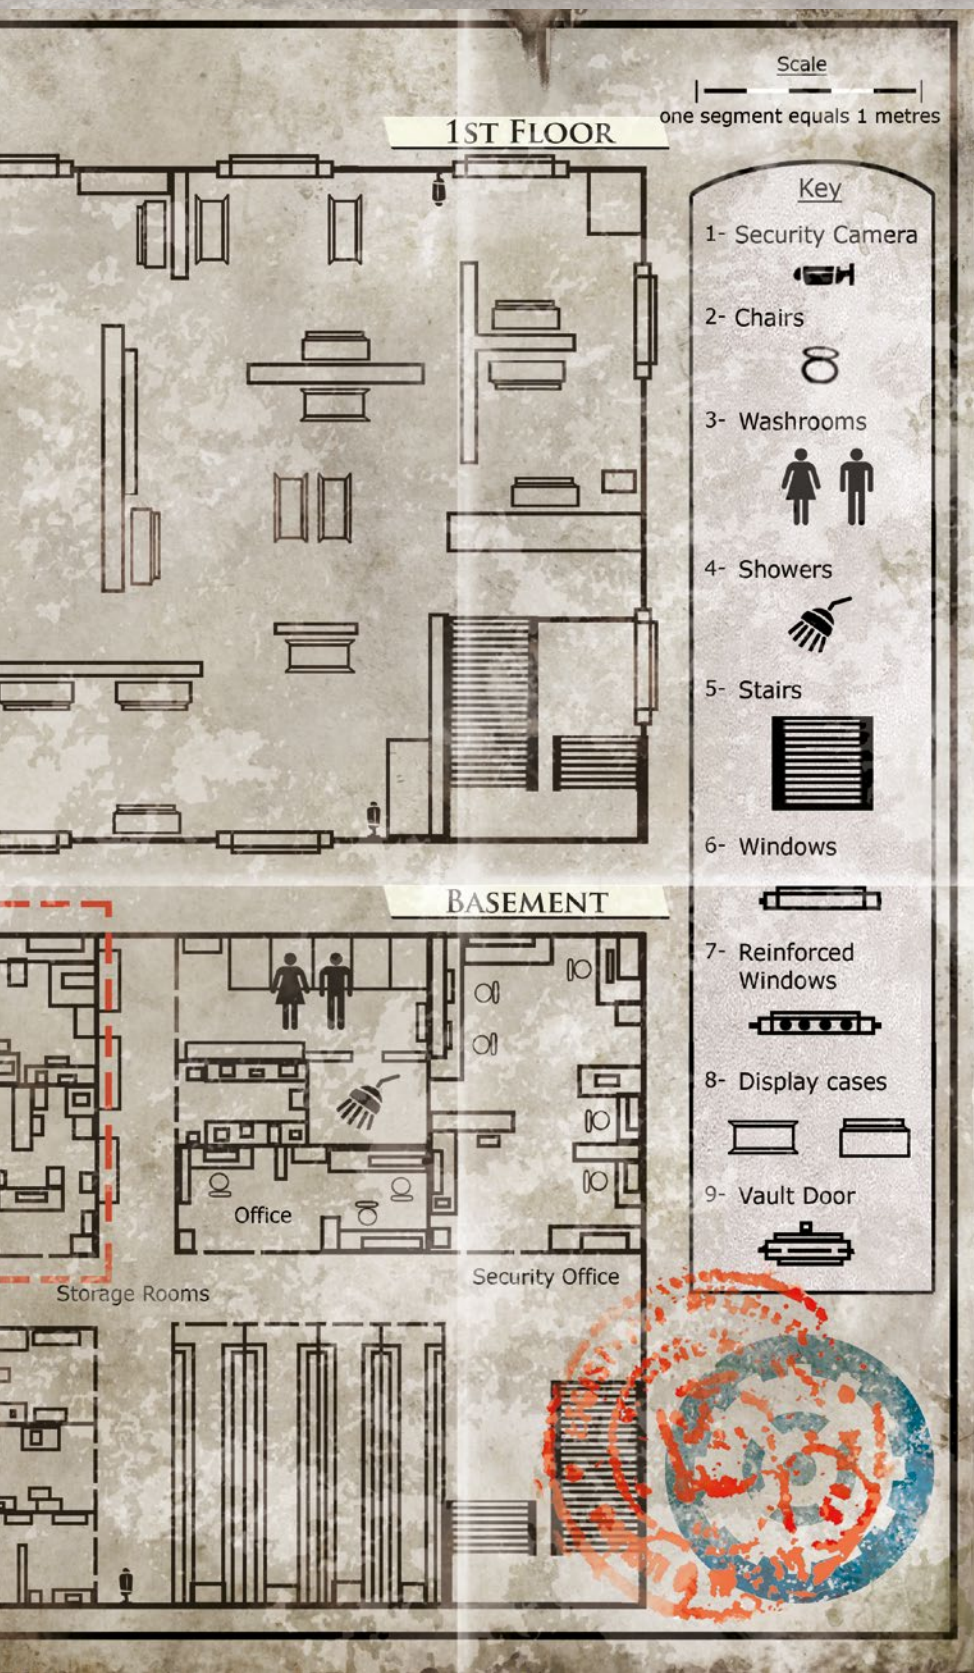 Scale
one segment equals 1 metres
1ST FLOOR
Key
1- Security Camera
2- Chairs
3- Washrooms
4- Showers
5- Stairs
6- Windows
7- Reinforced
Windows
8- Display cases
9- Vault Door
BASEMENT
Office
Security Office
Storage Rooms